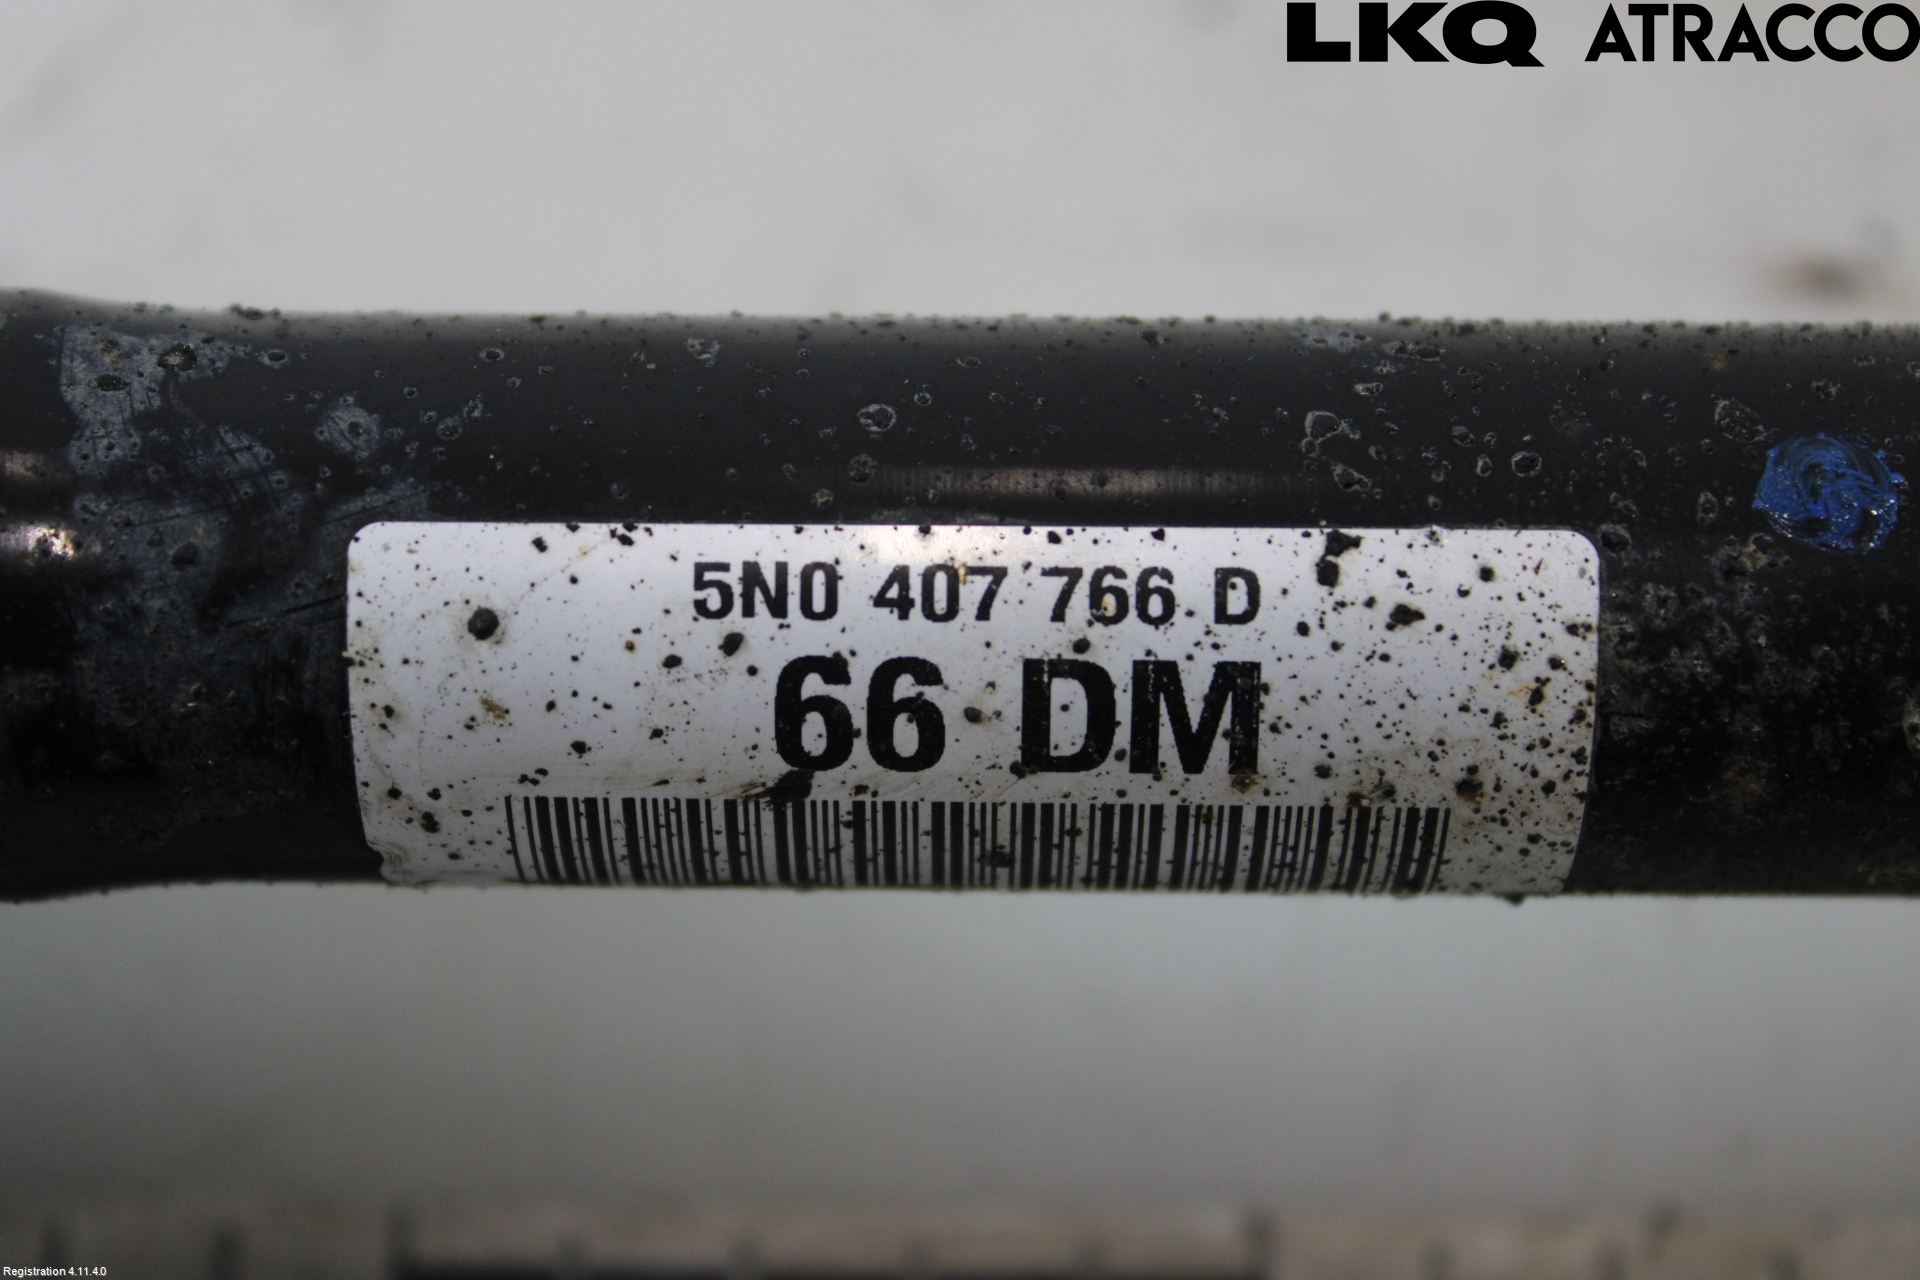 LKQ ATRACCO
5N0 407 766 D
66 DM
Registration 4.11.4.0